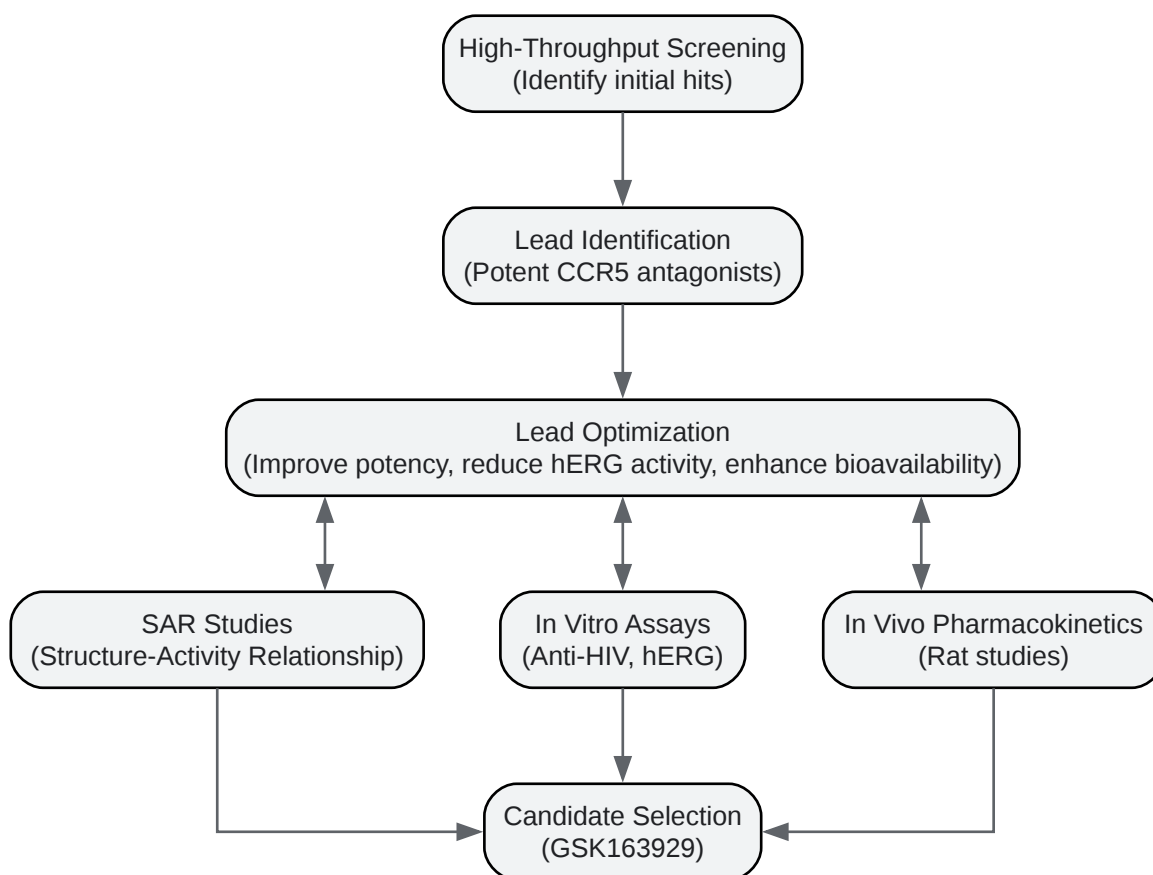 High-Throughput Screening
(Identify initial hits)
Lead Identification
(Potent CCR5 antagonists)
Lead Optimization
(Improve potency, reduce hERG activity, enhance bioavailability)
SAR Studies
(Structure-Activity Relationship)
In Vitro Assays
(Anti-HIV, hERG)
In Vivo Pharmacokinetics
(Rat studies)
Candidate Selection
(GSK163929)